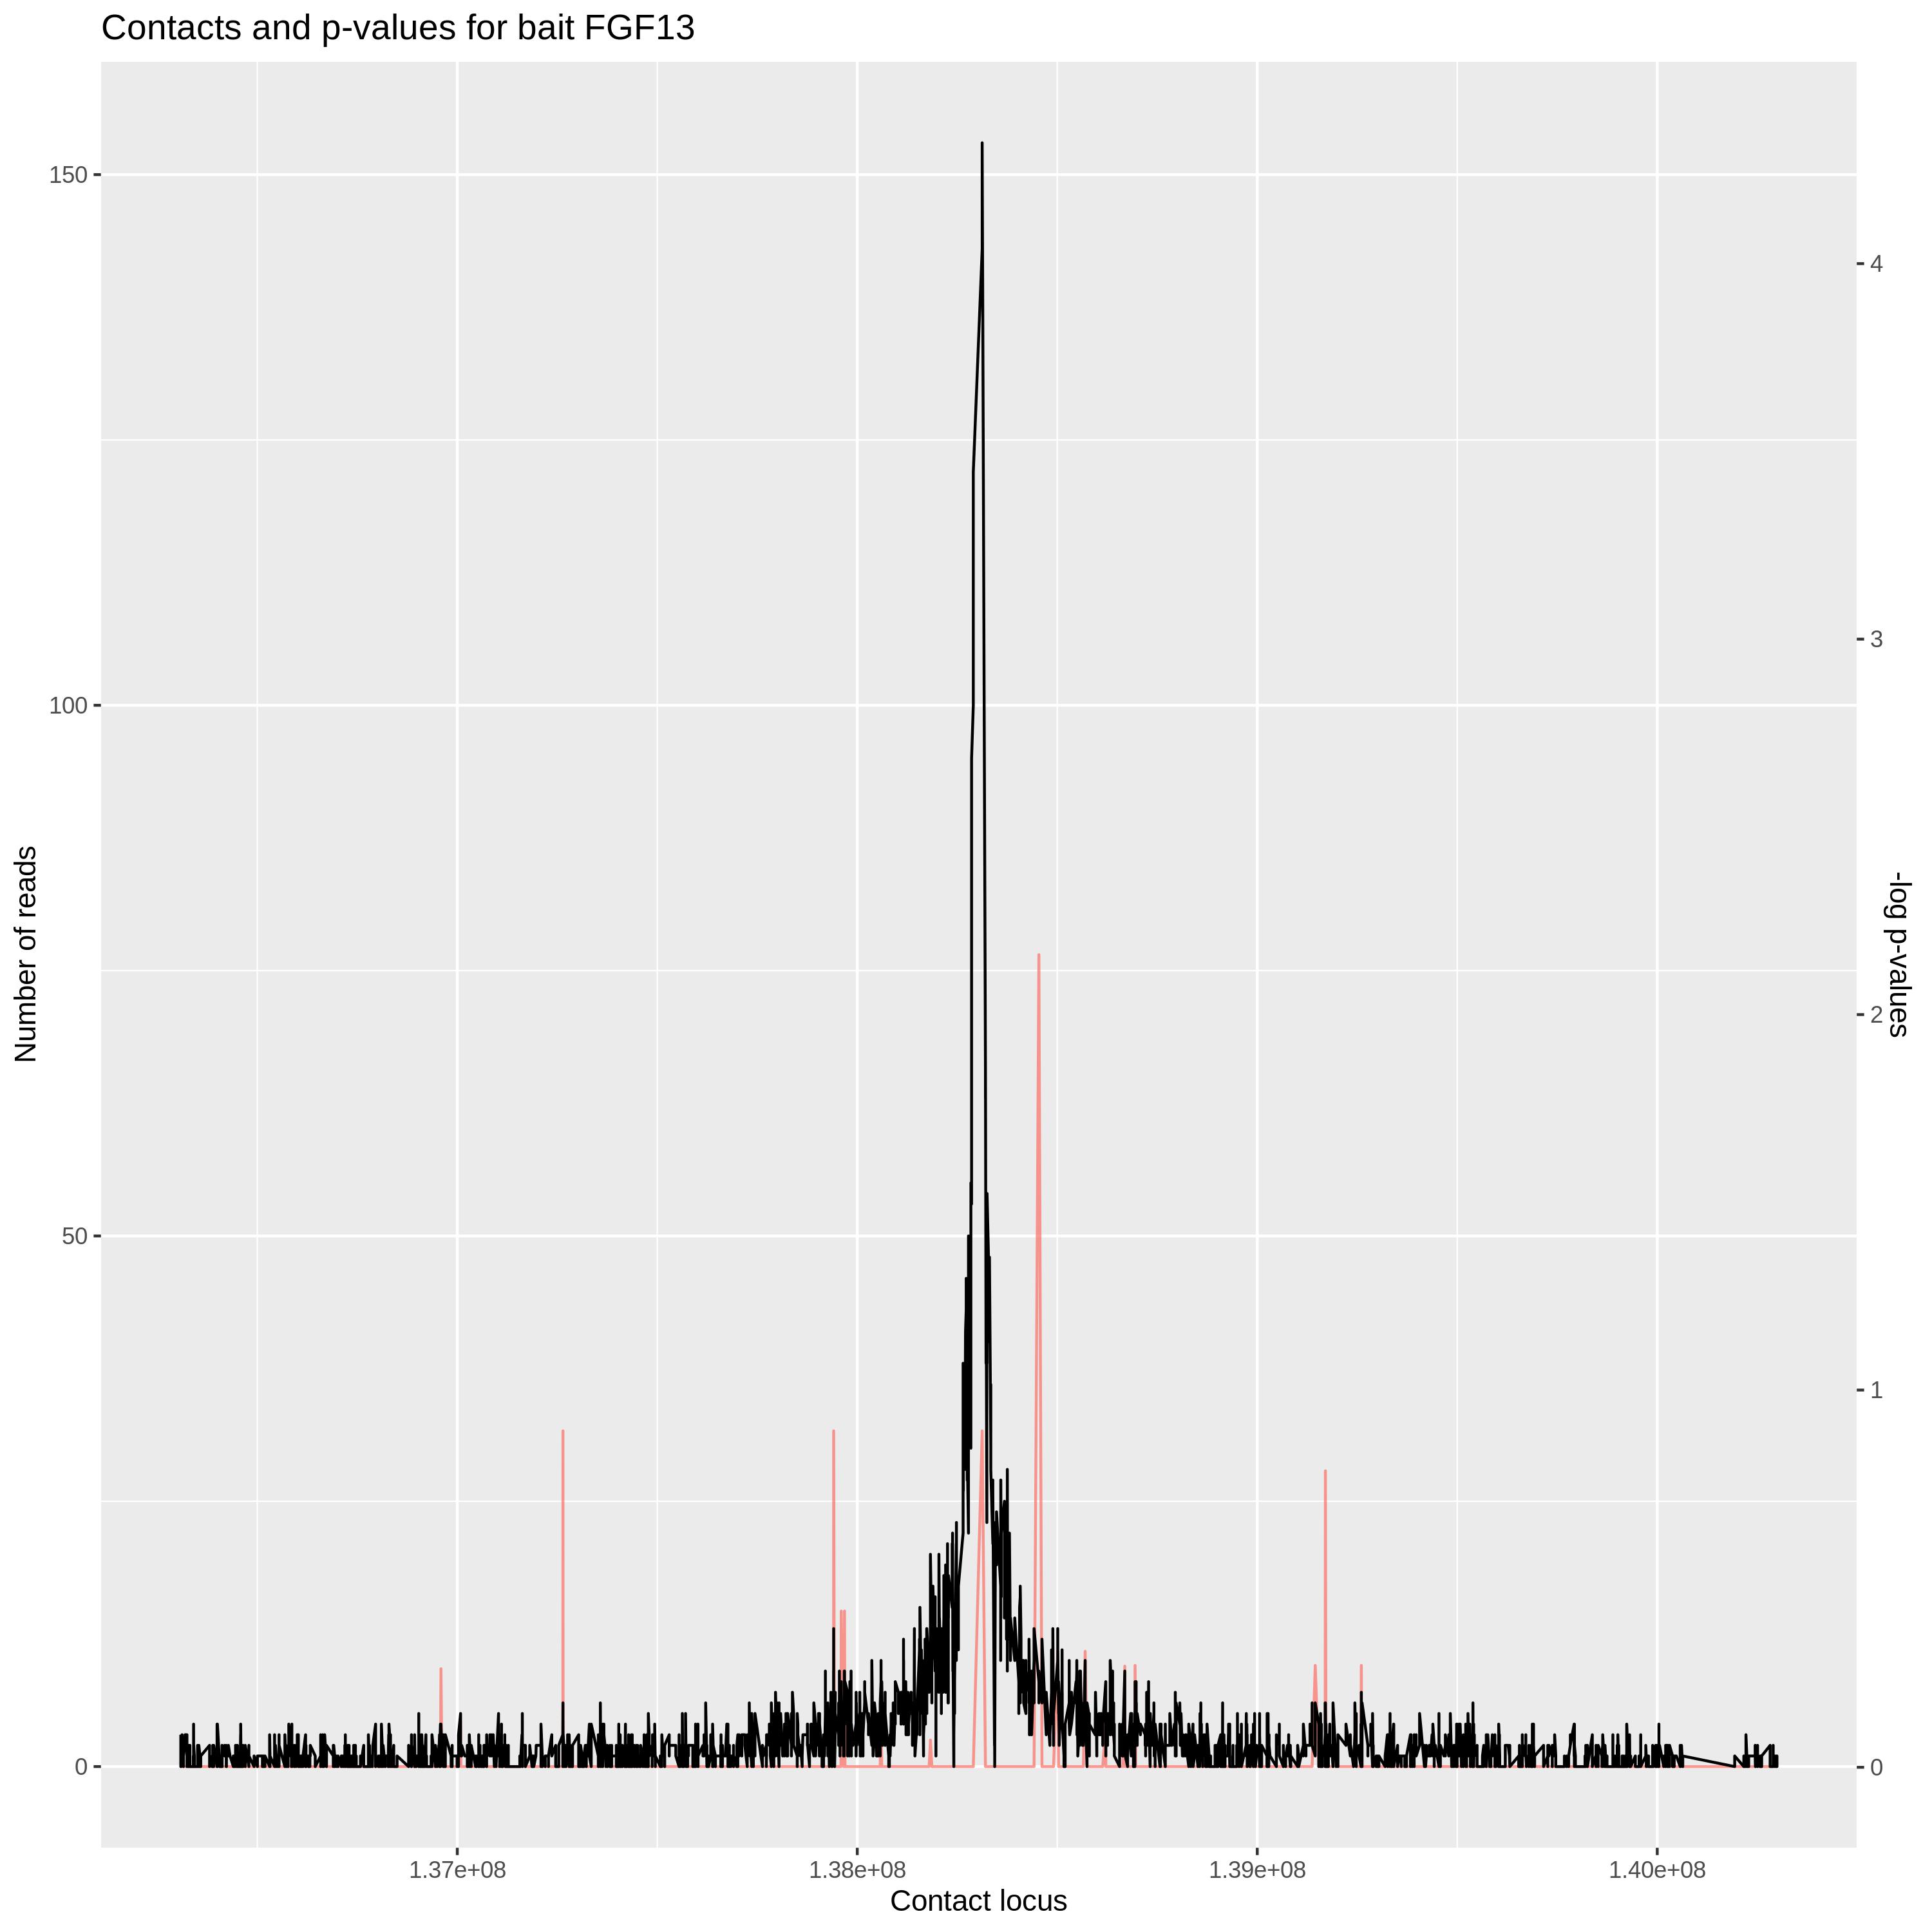 Contacts and p-values for bait FGF13
150
100
50
0
Number of reads
4
3
2
1
0
-log p-values
1.37e+08
1.38e+08
1.39e+08
1.40e+08
Contact locus